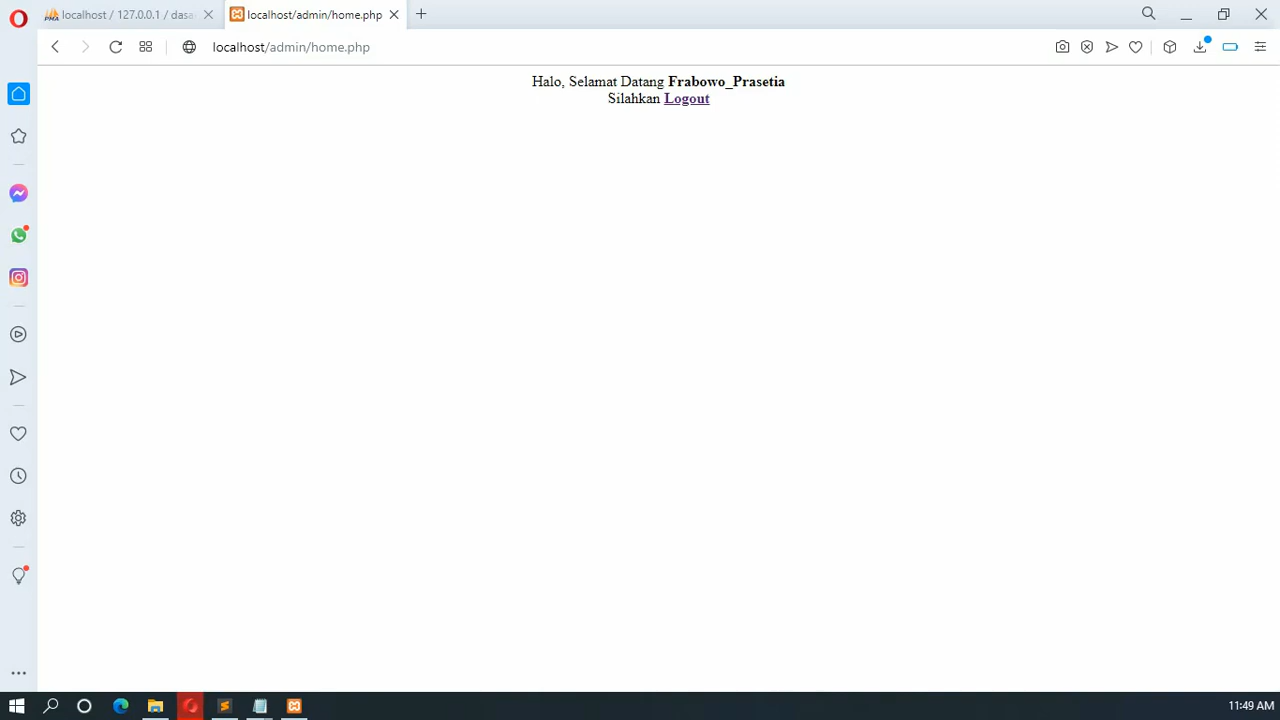 localhost / 127.0.0.1 / dasa
localhost/admin/home.php
localhost/admin/home.php
Halo, Selamat Datang Frabowo_Prasetia
Silahkan Logout
11:49 AM